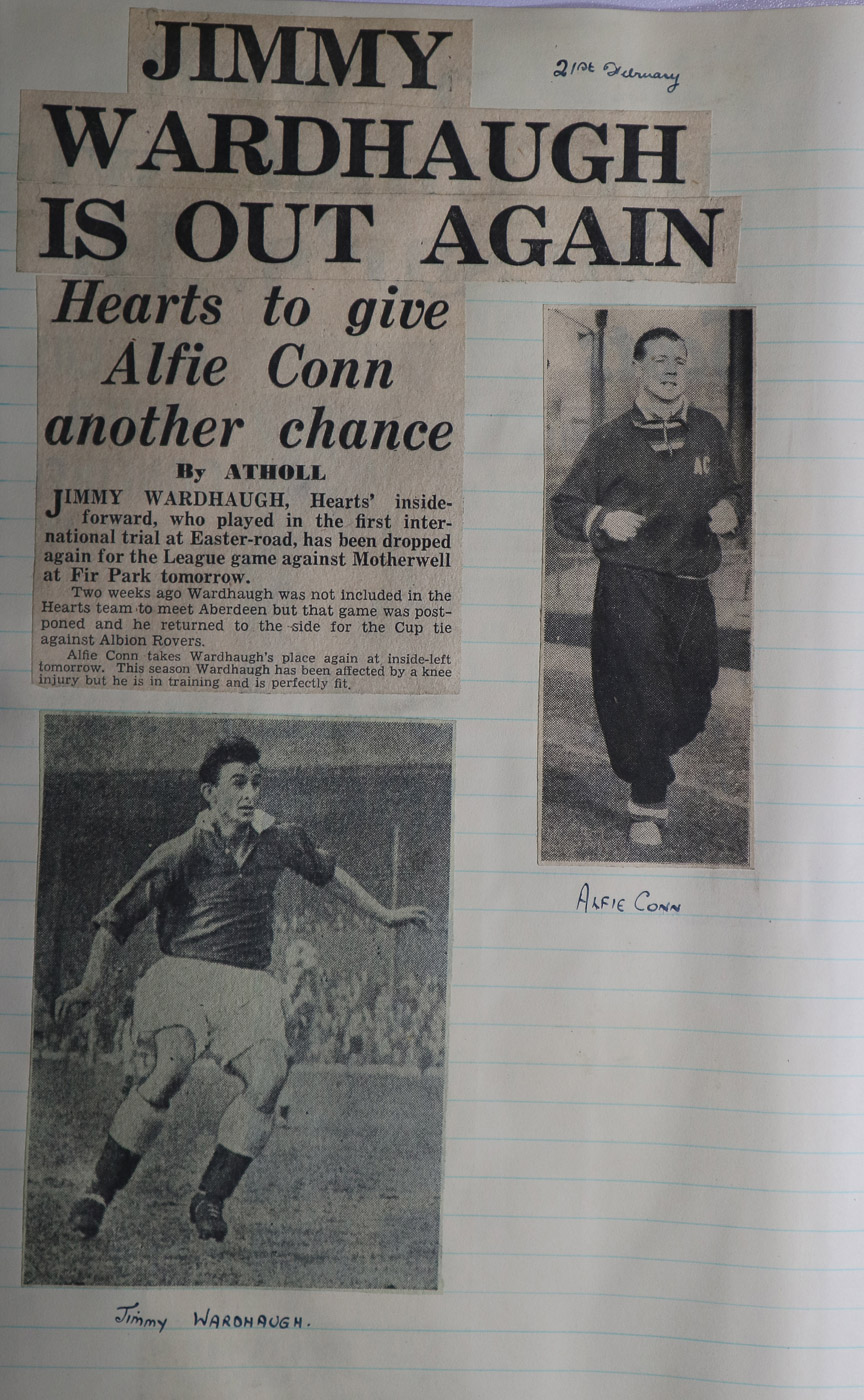 JIMMY
21st February
WARDHAUGH
IS OUT AGAIN
Hearts to give
Alfie Conn
another chance
By ATHOLL
JIMMY WARDHAUGH, Hearts' inside-
forward, who played in the first inter-
national trial at Easter-road, has been dropped
again for the League game against Motherwell
at Fir Park tomorrow.
Two weeks ago Wardhaugh was not included in the
Hearts team to meet Aberdeen but that game was post-
poned and he returned to the side for the Cup tie
against Albion Rovers.
Alfie Conn takes Wardhaugh's place again at inside-left
tomorrow. This season Wardhaugh has been affected by a knee
injury but he is in training and is perfectly fit.
AC
ALFIE CONN
Jimmy WARDHAUGH.